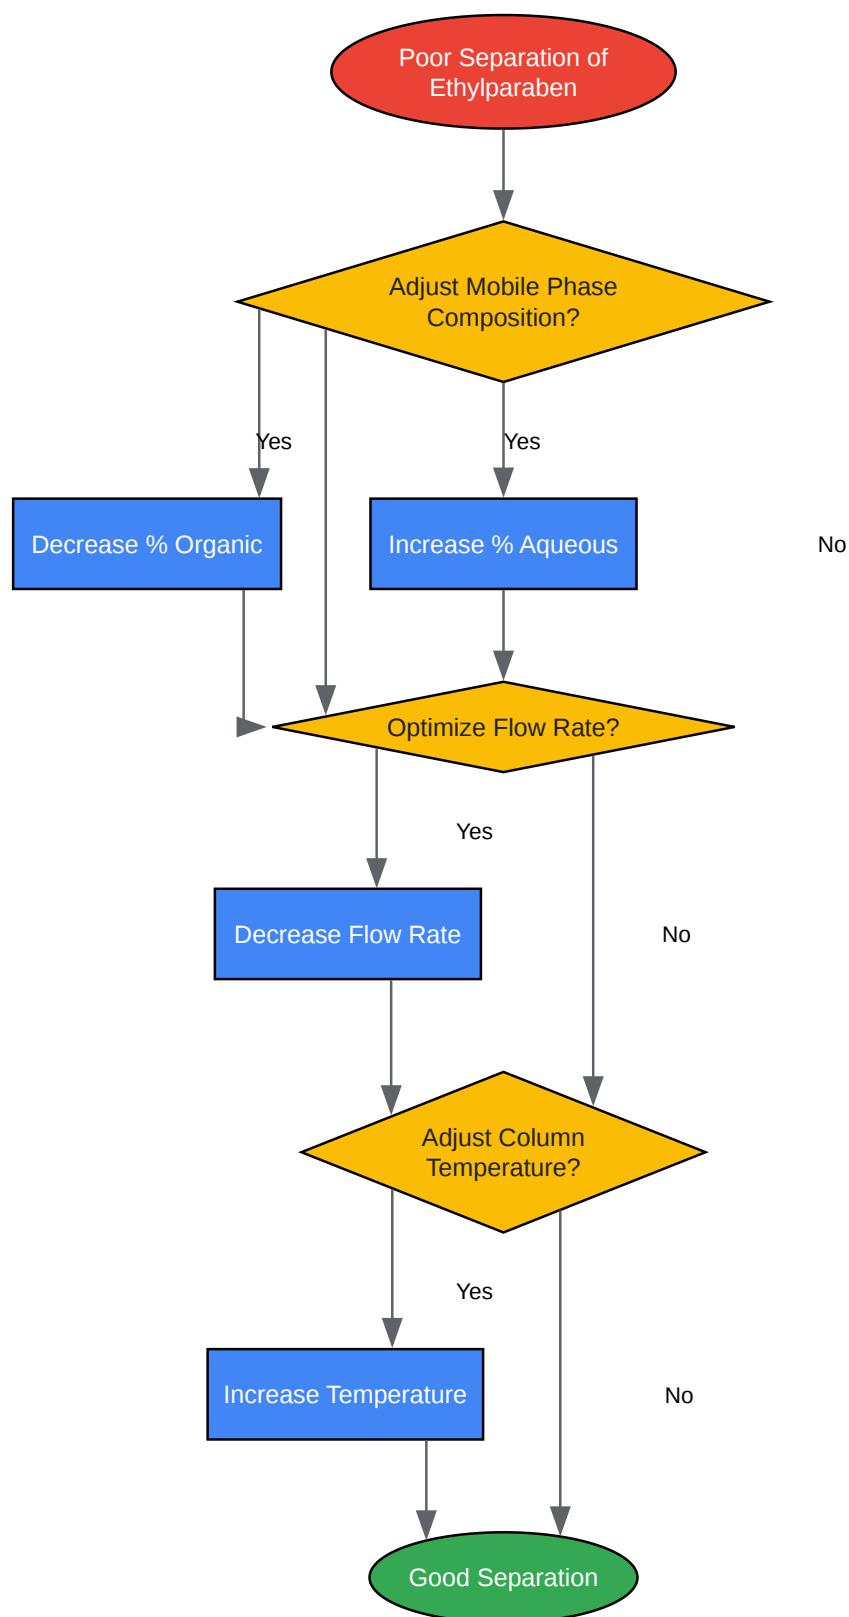 Poor Separation of
Ethylparaben
Adjust Mobile Phase
Composition?
Yes
Yes
Decrease % Organic
Increase % Aqueous
No
Optimize Flow Rate?
Yes
Decrease Flow Rate
No
Adjust Column
Temperature?
Yes
Increase Temperature
No
Good Separation